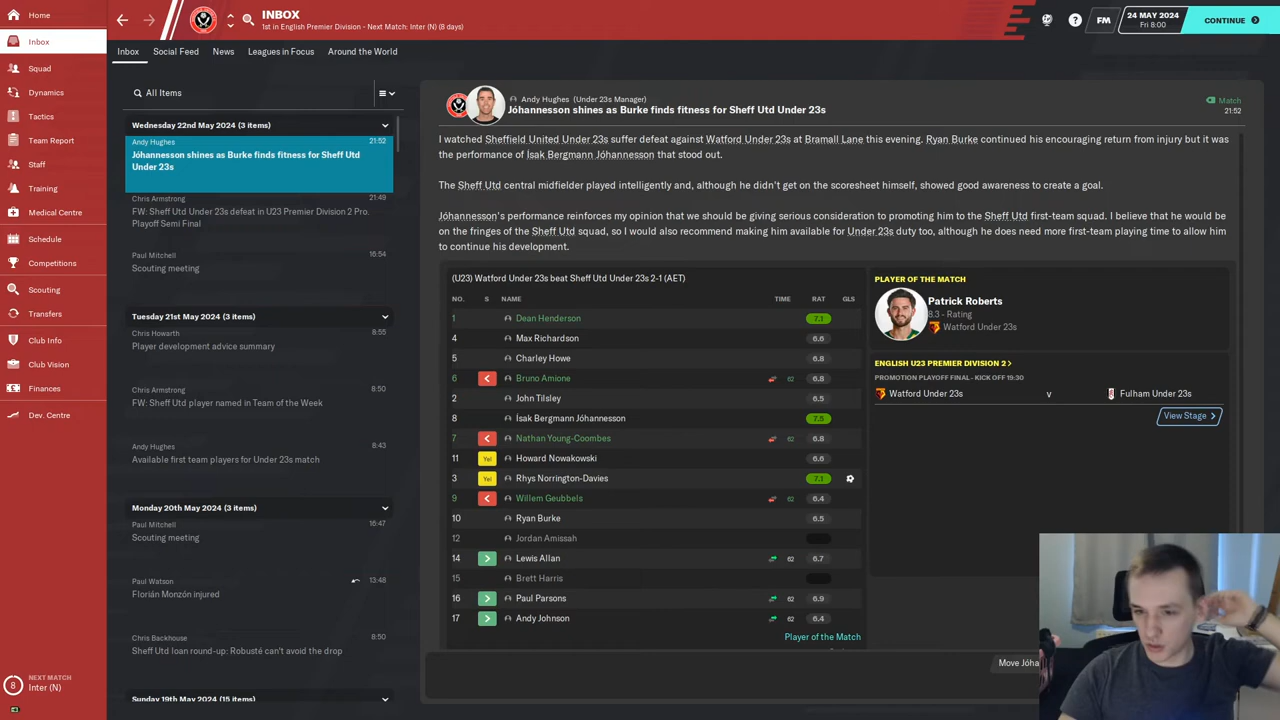 Home
Inbox
Squad
Dynamics
Tactics
Team Report
Staff
Training
Medical Centre
Schedule
Competitions
Scouting
Transfers
Club Info
Club Vision
Finances
Dev. Centre
8
NEXT MATCH
Inter (N)
INBOX
1st in English Premier Division - Next Match: Inter (N) (8 days)
?
FM
24 MAY 2024
Fri 8:00
CONTINUE
Inbox Social Feed News Leagues in Focus Around the World
All Items
Wednesday 22nd May 2024 (3 items)
Andy Hughes 21:52
Jóhannesson shines as Burke finds fitness for Sheff Utd
Under 23s
Chris Armstrong 21:49
FW: Sheff Utd Under 23s defeat in U23 Premier Division 2 Pro.
Playoff Semi Final
Paul Mitchell 16:54
Scouting meeting
Tuesday 21st May 2024 (3 items)
Chris Howarth 8:55
Player development advice summary
Chris Armstrong 8:50
FW: Sheff Utd player named in Team of the Week
Andy Hughes 8:43
Available first team players for Under 23s match
Monday 20th May 2024 (3 items)
Paul Mitchell 16:47
Scouting meeting
Paul Watson 13:48
Florián Monzón injured
Chris Backhouse 8:50
Sheff Utd loan round-up: Robusté can't avoid the drop
Sunday 19th May 2024 (15 items)
Andy Hughes (Under 23s Manager)
Jóhannesson shines as Burke finds fitness for Sheff Utd Under 23s
Match
21:52
I watched Sheffield United Under 23s suffer defeat against Watford Under 23s at Bramall Lane this evening. Ryan Burke continued his encouraging return from injury but it was
the performance of Ísak Bergmann Jóhannesson that stood out.
The Sheff Utd central midfielder played intelligently and, although he didn't get on the scoresheet himself, showed good awareness to create a goal.
Jóhannesson's performance reinforces my opinion that we should be giving serious consideration to promoting him to the Sheff Utd first-team squad. I believe that he would be
on the fringes of the Sheff Utd squad, so I would also recommend making him available for Under 23s duty too, although he does need more first-team playing time to allow him
to continue his development.
(U23) Watford Under 23s beat Sheff Utd Under 23s 2-1 (AET)
NO. S NAME TIME RAT GLS
1 Dean Henderson 7.1
4 Max Richardson 6.6
5 Charley Howe 6.8
6 Bruno Amione 62 6.8
2 John Tilsley 6.5
8 Ísak Bergmann Jóhannesson 7.5
7 Nathan Young-Coombes 62 6.8
11 Yel Howard Nowakowski 6.6
3 Yel Rhys Norrington-Davies 7.1
9 Willem Geubbels 62 6.4
10 Ryan Burke 6.5
12 Jordan Amissah
14 Lewis Allan 62 6.7
15 Brett Harris
16 Paul Parsons 62 6.9
17 Andy Johnson 62 6.4
Player of the Match
PLAYER OF THE MATCH
Patrick Roberts
8.3 - Rating
Watford Under 23s
ENGLISH U23 PREMIER DIVISION 2 >
PROMOTION PLAYOFF FINAL - KICK OFF 19:30
Watford Under 23s v Fulham Under 23s
View Stage >
Move Jóha